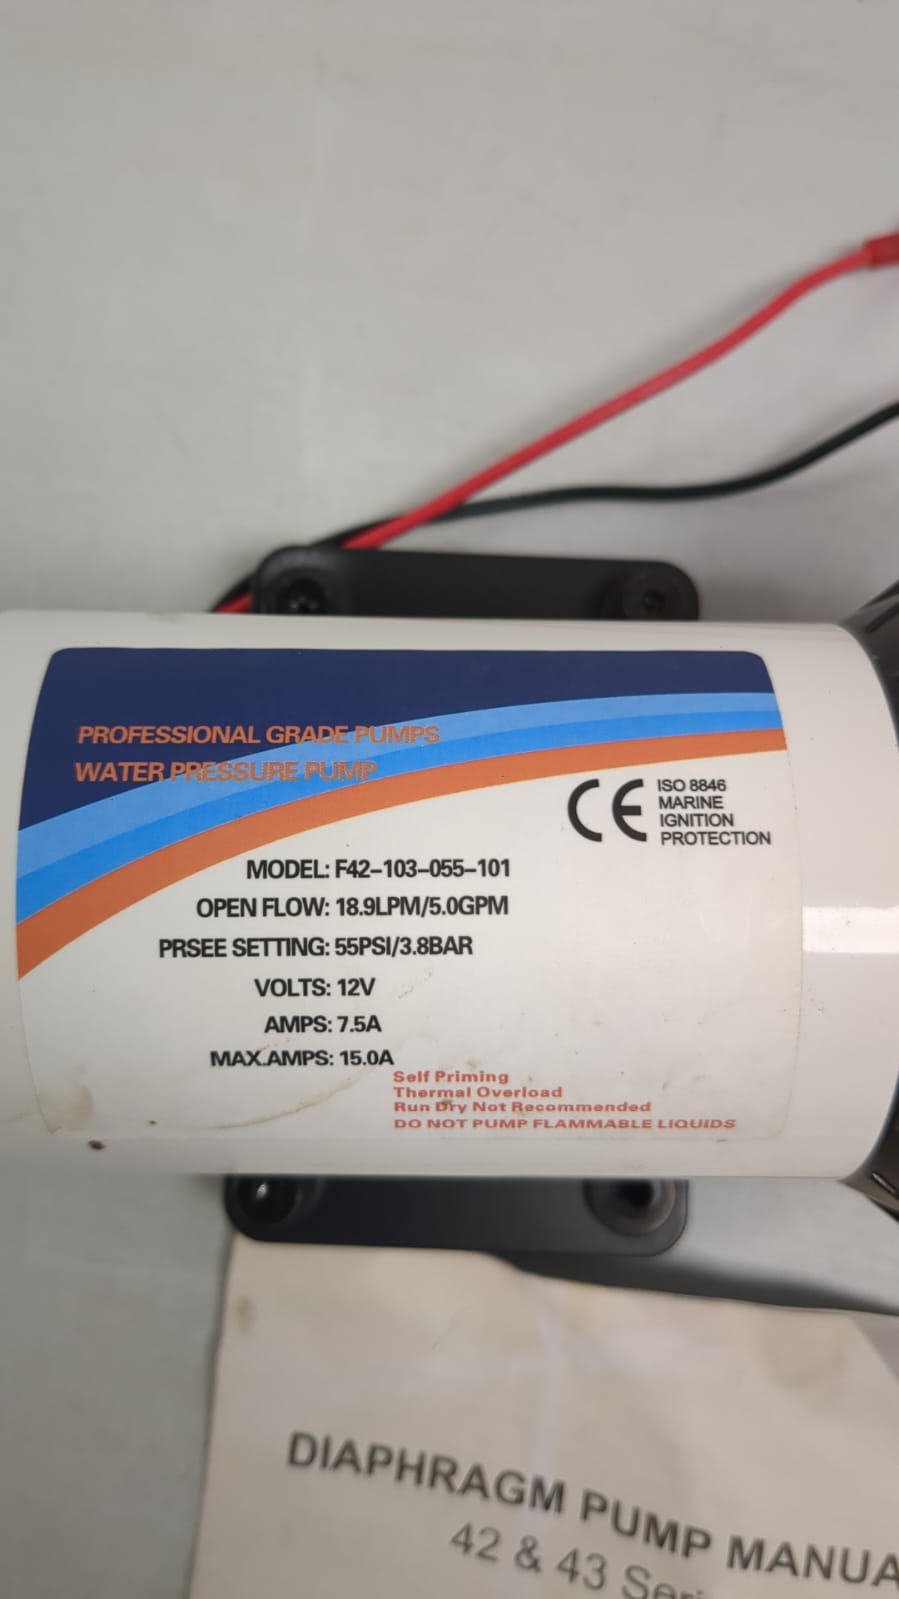 PROFESSIONAL GRADE PUMPS
WATER PRESSURE PUMP
CE ISO 8846
MARINE
IGNITION
PROTECTION
MODEL: F42-103-055-101
OPEN FLOW: 18.9LPM/5.0GPM
PRSEE SETTING: 55PSI/3.8BAR
VOLTS: 12V
AMPS: 7.5A
MAX.AMPS: 15.0A
Self Priming
Thermal Overload
Run Dry Not Recommended
DO NOT PUMP FLAMMABLE LIQUIDS
DIAPHRAGM PUMP MANUA
42 & 43 Seri